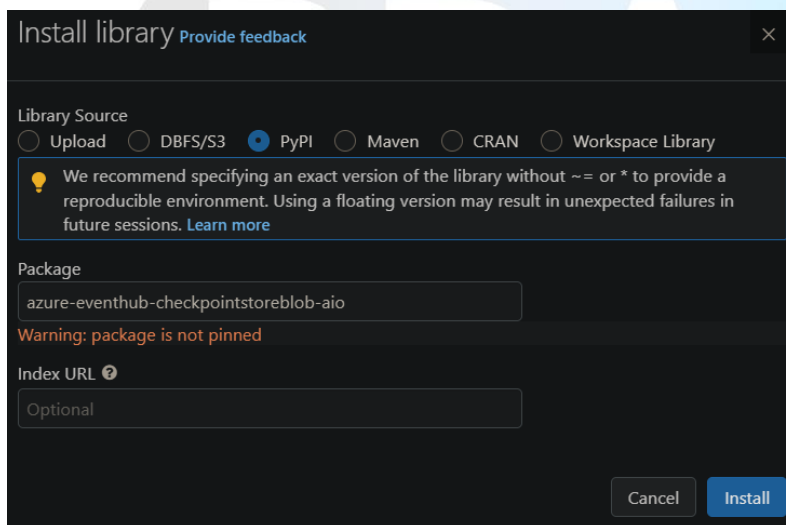 Install library Provide feedback
Library Source
Upload DBFS/S3 PyPI Maven CRAN Workspace Library
We recommend specifying an exact version of the library without ~= or * to provide a
reproducible environment. Using a floating version may result in unexpected failures in
future sessions. Learn more
Package
azure-eventhub-checkpointstoreblob-aio
Warning: package is not pinned
Index URL ?
Optional
Cancel Install